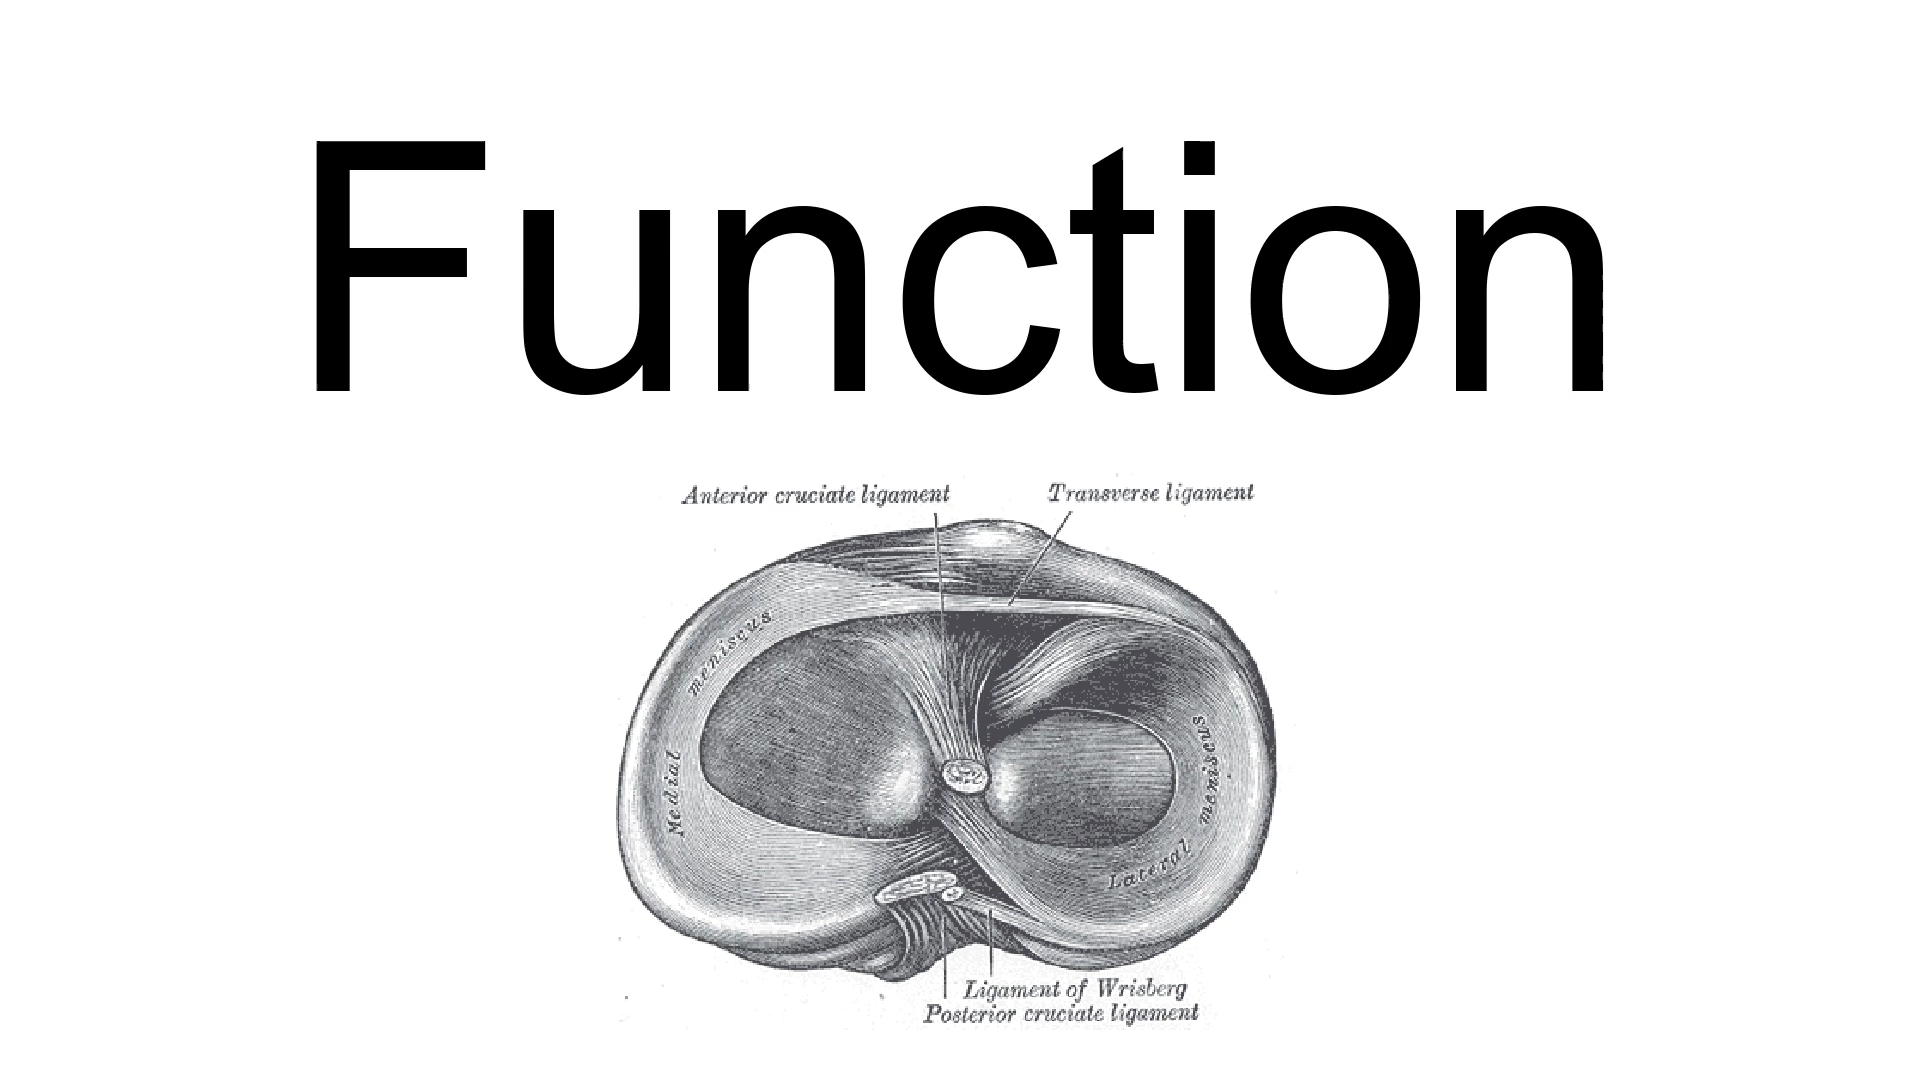 Function
Anterior cruciate ligament
Transverse ligament
meniscus
Medial
meniscus
Lateral
Ligament of Wrisberg
Posterior cruciate ligament